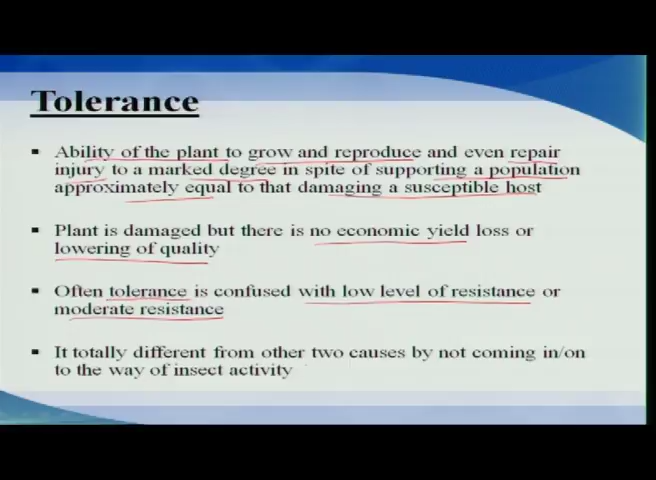 Tolerance
▪ Ability of the plant to grow and reproduce and even repair
injury to a marked degree in spite of supporting a population
approximately equal to that damaging a susceptible host
▪ Plant is damaged but there is no economic yield loss or
lowering of quality
▪ Often tolerance is confused with low level of resistance or
moderate resistance
▪ It totally different from other two causes by not coming in/on
to the way of insect activity